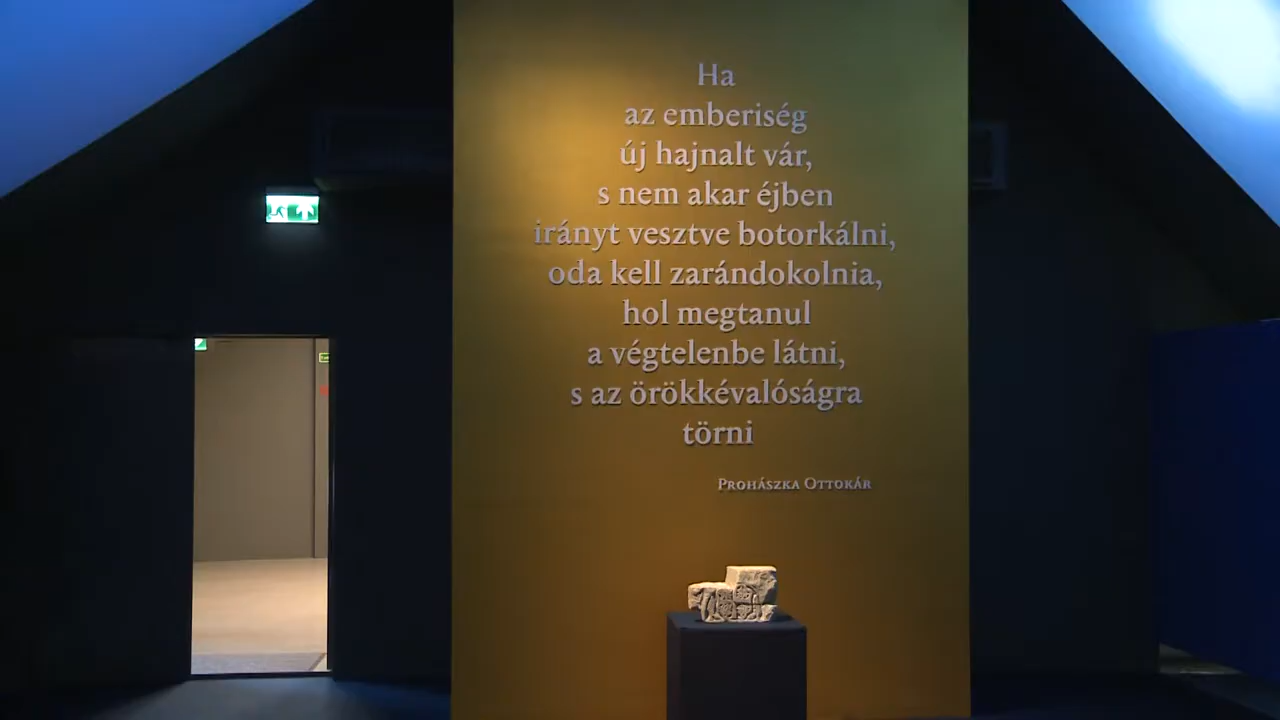 Ha
az emberiség
új hajnalt vár,
s nem akar éjben
irányt vesztve botorkálni,
oda kell zarándokolnia,
hol megtanul
a végtelenbe látni,
s az örökkévalóságra
törni
Prohászka Ottokár